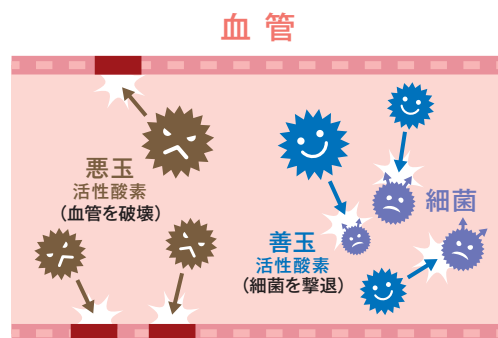 血管
悪玉
活性酸素
（血管を破壊）
細菌
善玉
活性酸素
（細菌を撃退）